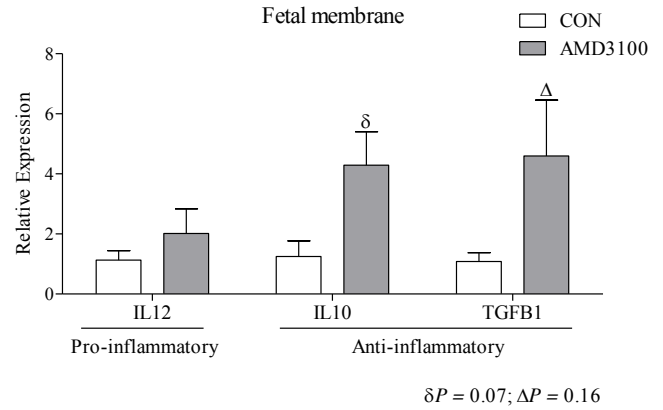 Fetal membrane
CON
AMD3100
Relative Expression
8
6
4
2
0
δ
Δ
IL12
IL10
TGFB1
Pro-inflammatory
Anti-inflammatory
δP = 0.07; ΔP = 0.16